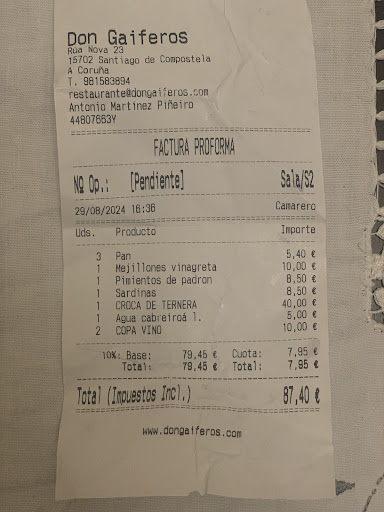 Don Gaiferos
Rúa Nova 23
15702 Santiago de Compostela
A Coruña
T. 981583894
restaurante@dongaiferos.com
Antonio Martinez Piñeiro
44807663Y
FACTURA PROFORMA
Nº Op.: [Pendiente] Sala/S2
29/08/2024 16:36 Camarero
Uds. Producto Importe
3 Pan 5,40 €
1 Mejillones vinagreta 10,00 €
1 Pimientos de padron 8,50 €
1 Sardinas 8,50 €
1 CROCA DE TERNERA 40,00 €
1 Agua cabreiroá l. 5,00 €
2 COPA VINO 10,00 €
10%: Base: 79,45 € Cuota: 7,95 €
Total: 79,45 € Total: 7,95 €
Total (Impuestos Incl.) 87,40 €
www.dongaiferos.com